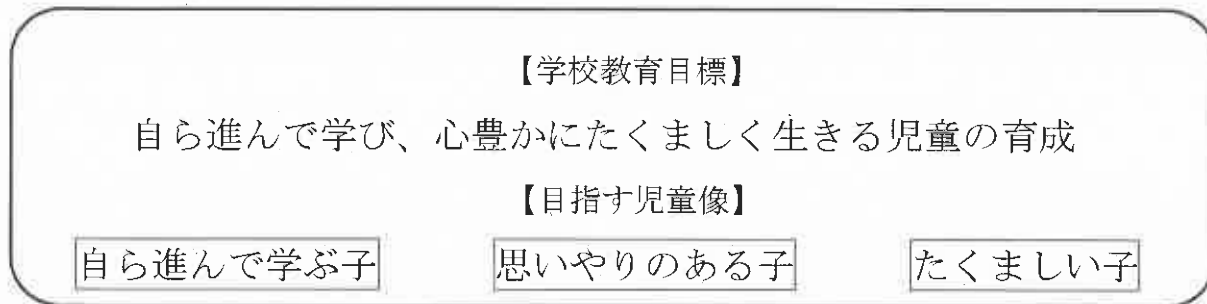 【学校教育目標】
自ら進んで学び、心豊かにたくましく生きる児童の育成
【目指す児童像】
自ら進んで学ぶ子 思いやりのある子 たくましい子